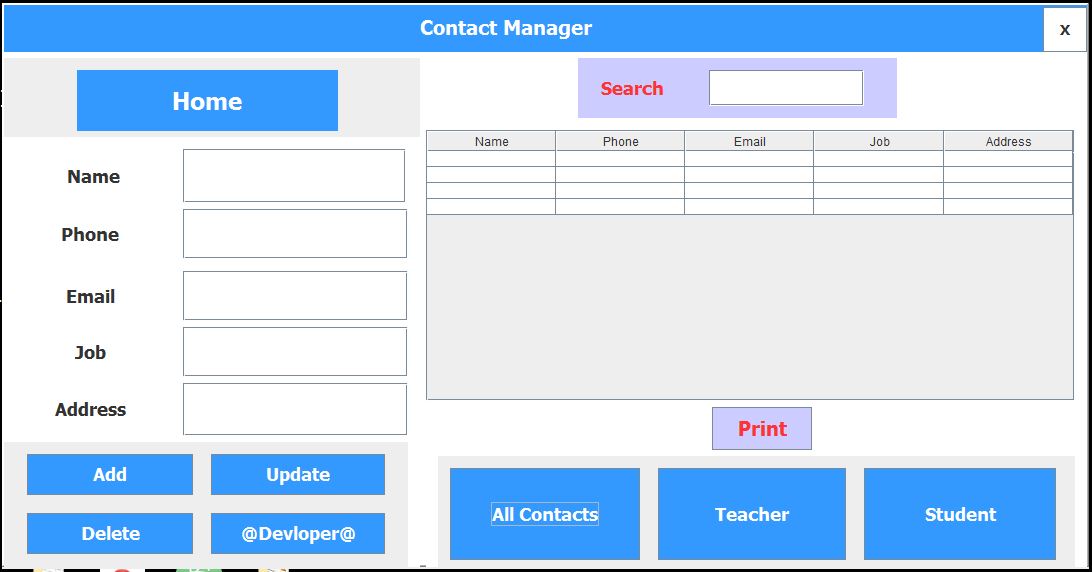 Contact Manager
x
Home
Search
Name Phone Email Job Address
Name
Phone
Email
Job
Address
Print
Add Update
Delete @Devloper@
All Contacts Teacher Student